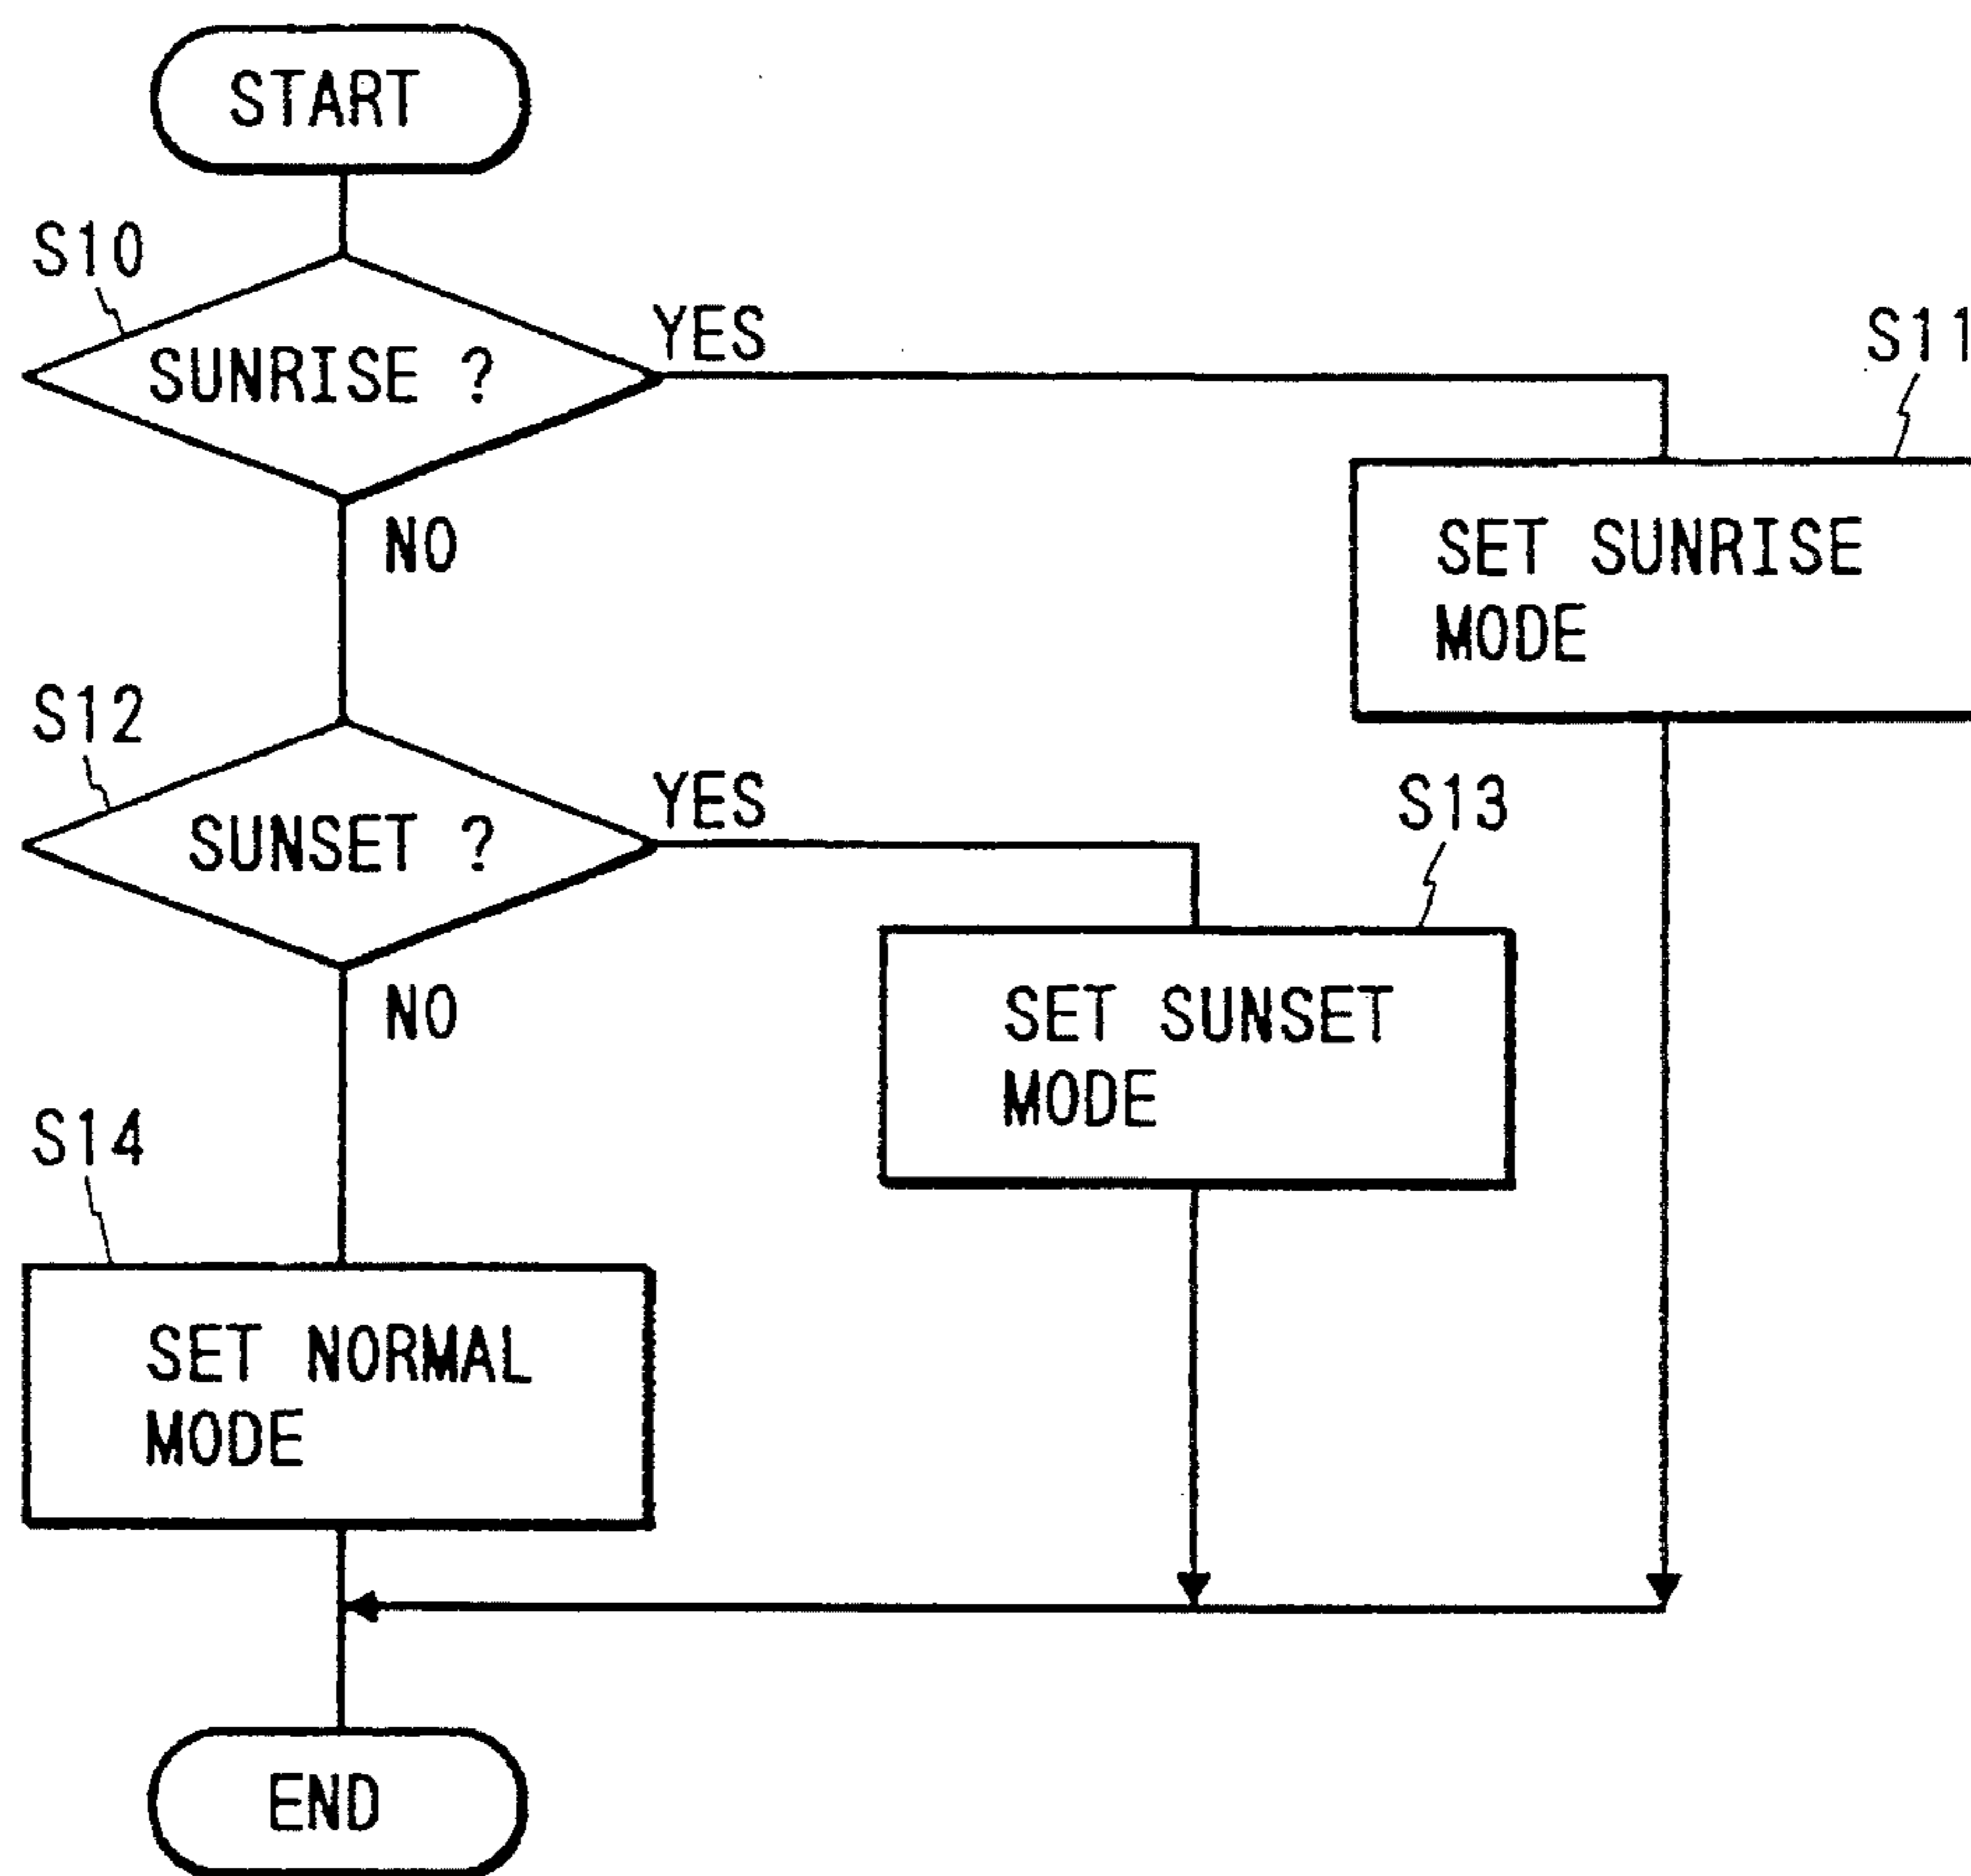 START
S10
SUNRISE ?
YES
S11
NO
SET SUNRISE
MODE
S12
SUNSET ?
YES
S13
NO
SET SUNSET
MODE
S14
SET NORMAL
MODE
END